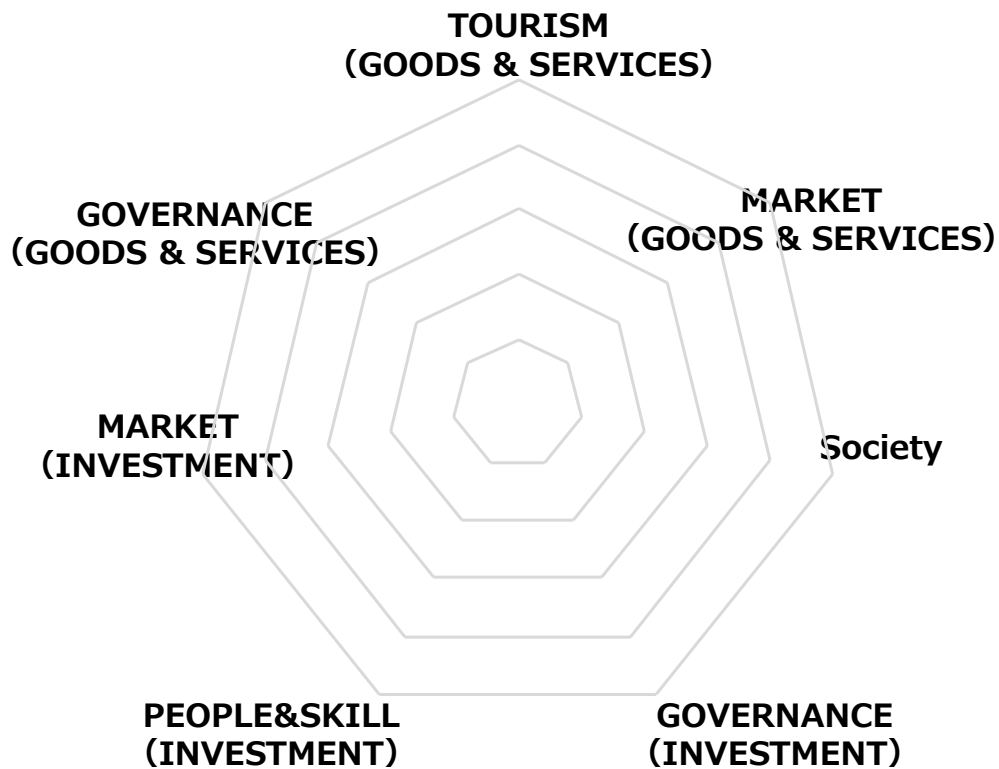 TOURISM
（GOODS & SERVICES）
MARKET
（GOODS & SERVICES）
Society
GOVERNANCE
（INVESTMENT）
PEOPLE&SKILL
（INVESTMENT）
MARKET
（INVESTMENT）
GOVERNANCE
（GOODS & SERVICES）